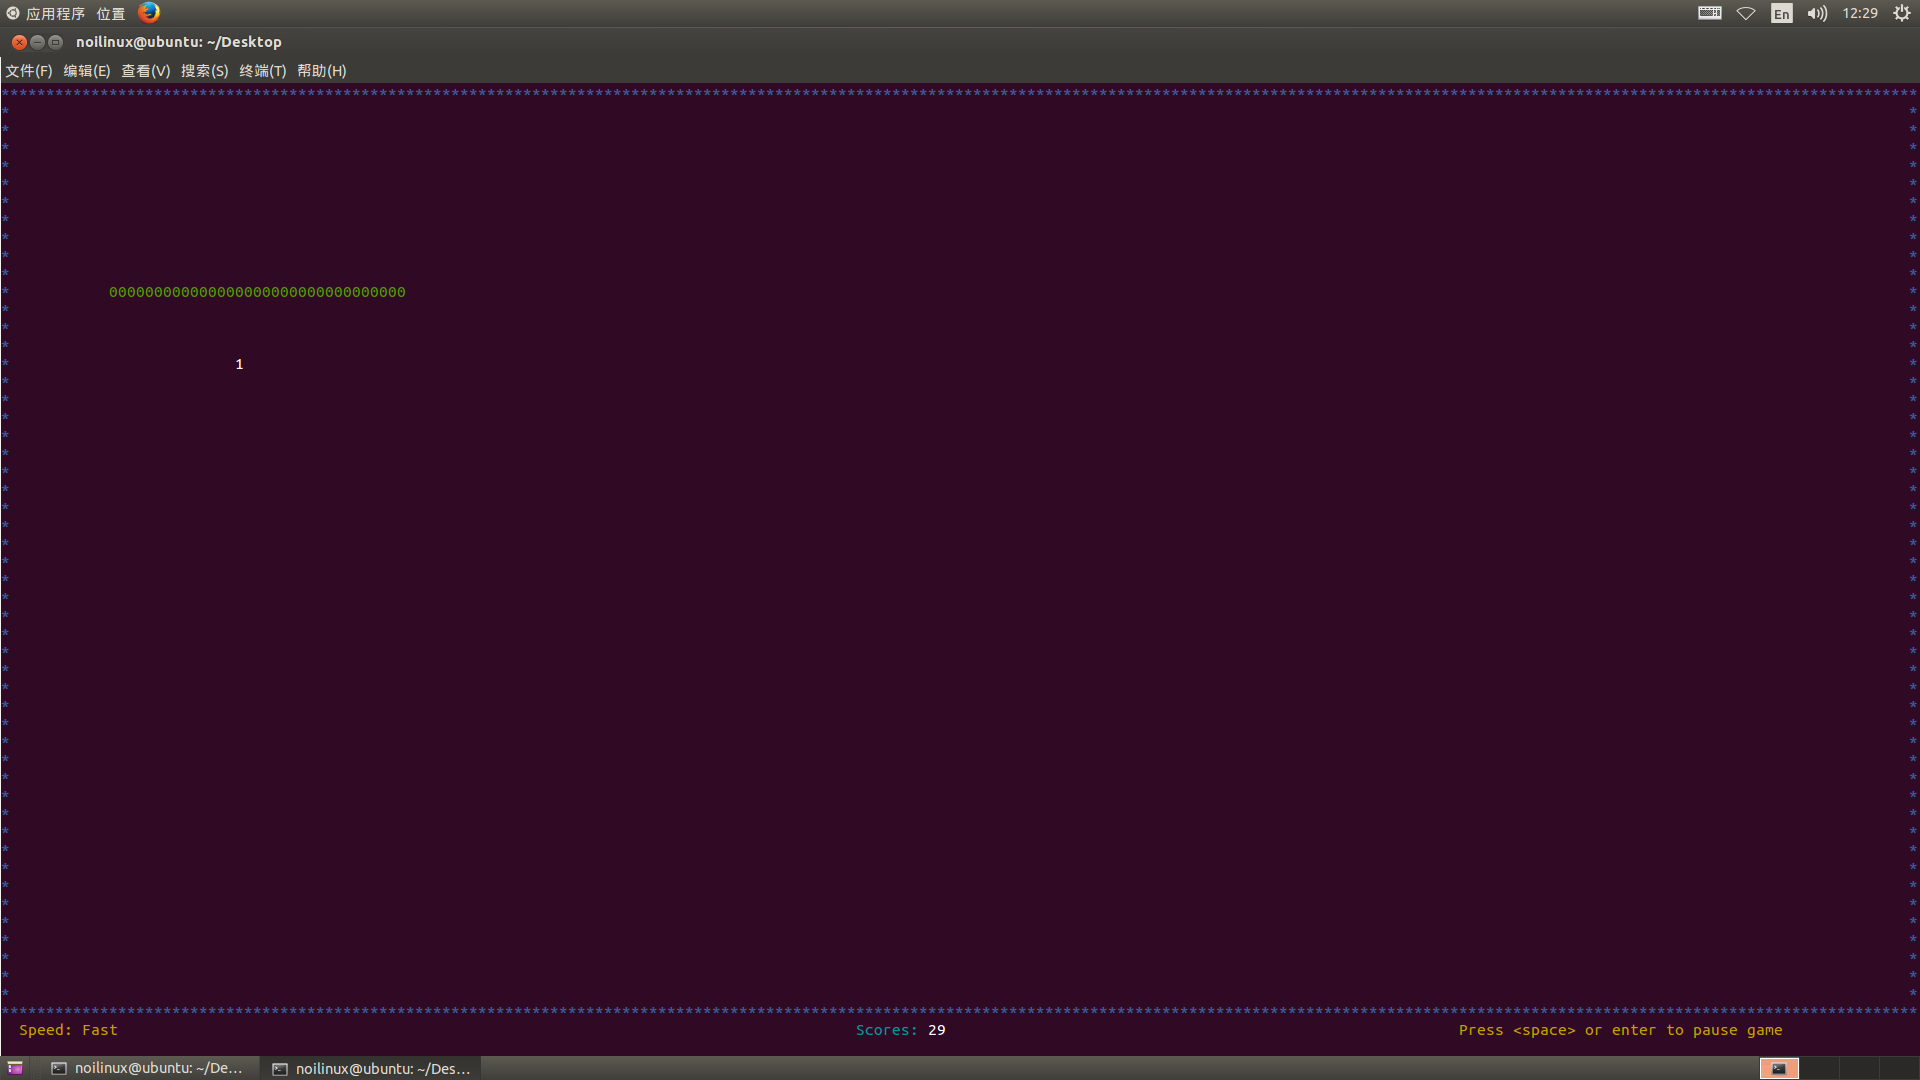 应用程序 位置 En 12:29
noilinux@ubuntu: ~/Desktop
文件(F) 编辑(E) 查看(V) 搜索(S) 终端(T) 帮助(H)
000000000000000000000000000000000
1
Speed: Fast Scores: 29 Press <space> or enter to pause game
noilinux@ubuntu: ~/De... noilinux@ubuntu: ~/Des...